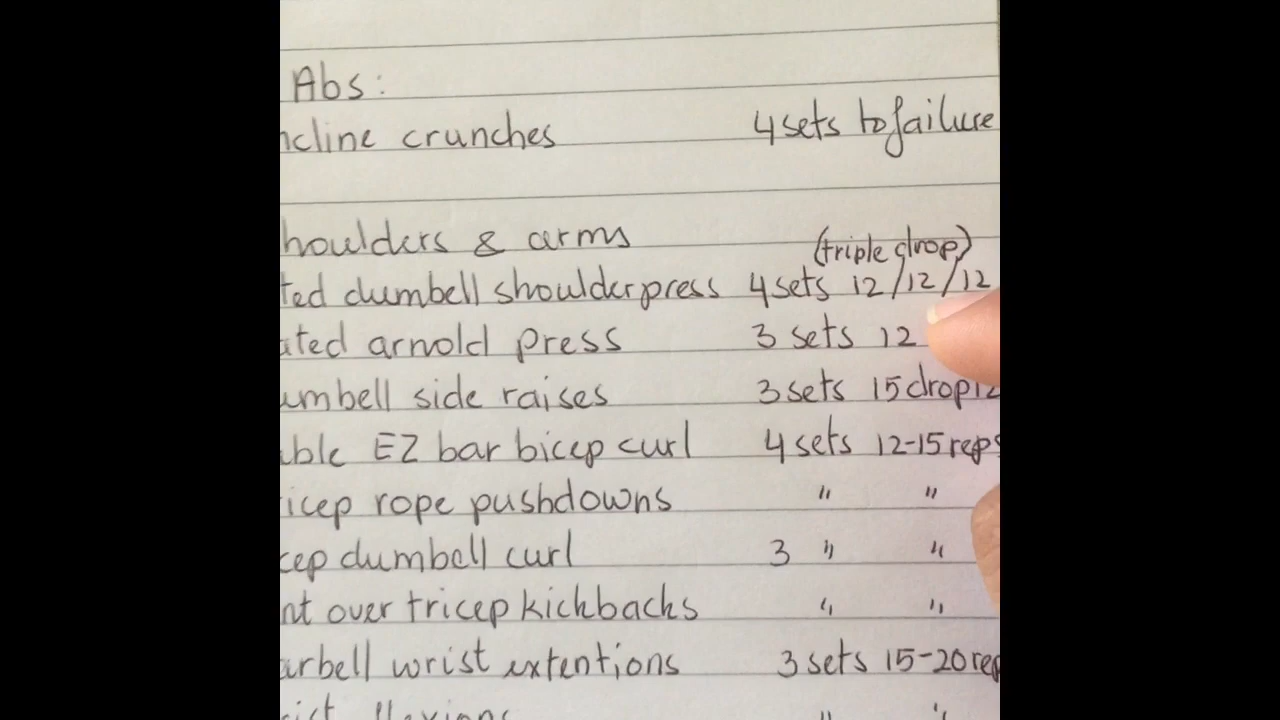 Abs:
ncline crunches 4 sets to failure
houlders & arms (triple drop)
ted dumbell shoulderpress 4 sets 12/12/12
ated arnold press 3 sets 12
umbell side raises 3 sets 15 drop 12
able EZ bar bicep curl 4 sets 12-15 reps
icep rope pushdowns " "
cep dumbell curl 3 " "
nt over tricep kickbacks " "
arbell wrist extentions 3 sets 15-20 rep
" "